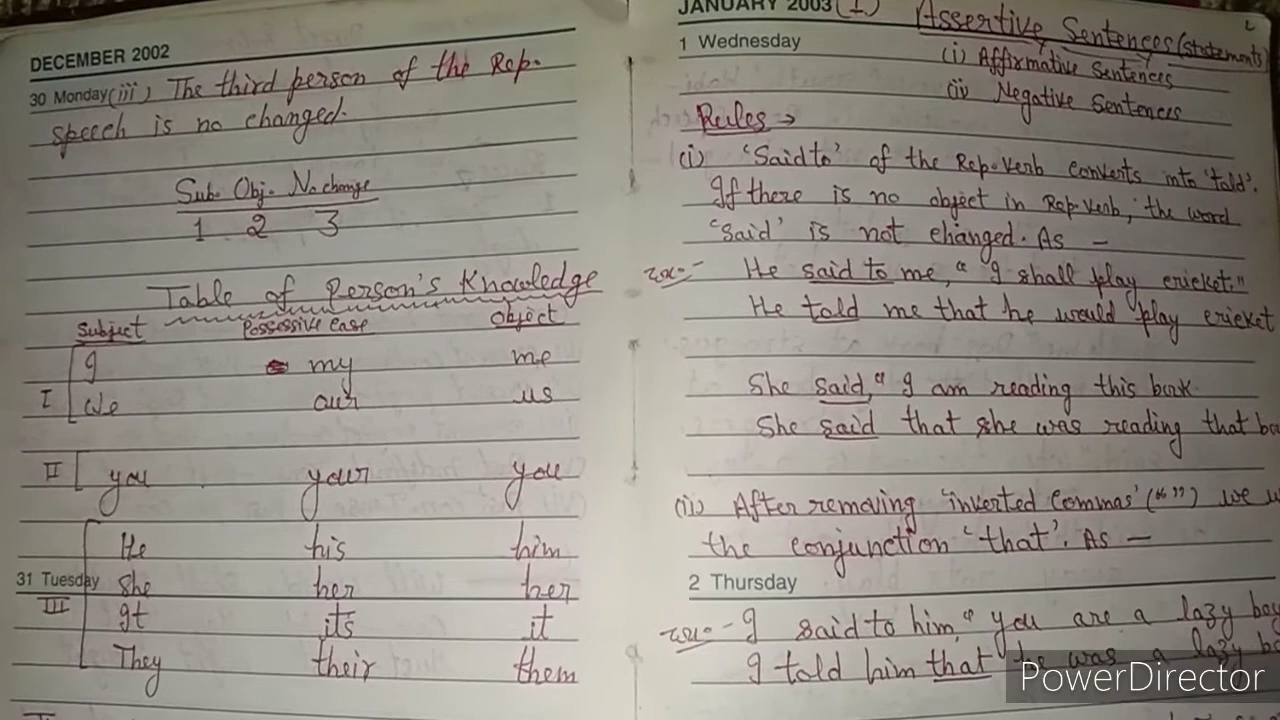 DECEMBER 2002
30 Monday (iii) The third person of the Rep.
speech is no changed.
Sub. Obj. No change
1 2 3
Table of Person's Knowledge
Subject Possessive case Object
I my me
I We our us
II you your you
He his him
31 Tuesday She her her
III It its it
They their them
JANUARY 2003 (I) Assertive Sentences (statements)
1 Wednesday (i) Affirmative Sentences
(ii) Negative Sentences
Rules →
(i) 'Said to' of the Rep. verb converts into 'told'.
If there is no object in Rep. verb, the word
'said' is not changed. As —
He said to me, "I shall play cricket."
He told me that he would play cricket
She said, "I am reading this book.
She said that she was reading that
(ii) After removing 'inverted Commas' (" ") we
the conjunction 'that'. As —
2 Thursday
I said to him, "you are a lazy boy
I told him that he was a lazy
PowerDirector